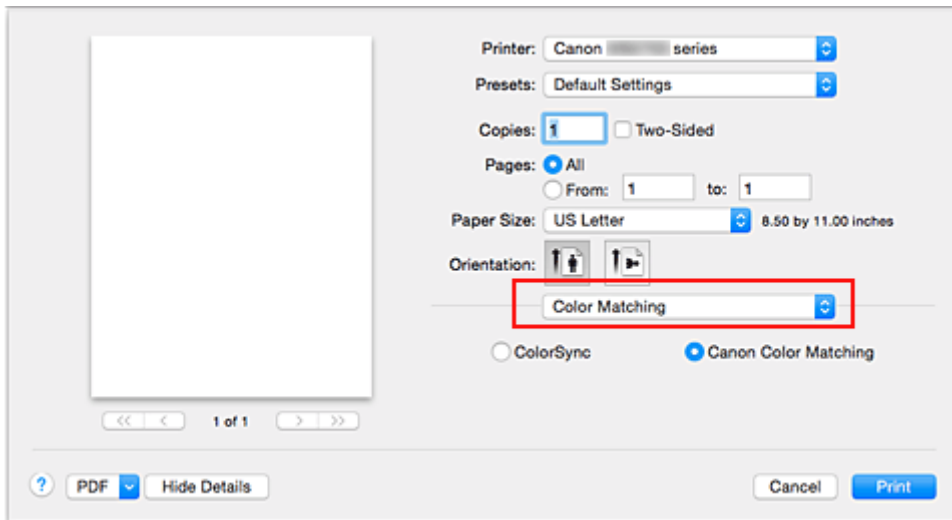 Printer: Canon series
Presets: Default Settings
Copies: 1 Two-Sided
Pages: All
From: 1 to: 1
Paper Size: US Letter 8.50 by 11.00 inches
Orientation:
Color Matching
ColorSync Canon Color Matching
<< < 1 of 1 > >>
? PDF Hide Details Cancel Print